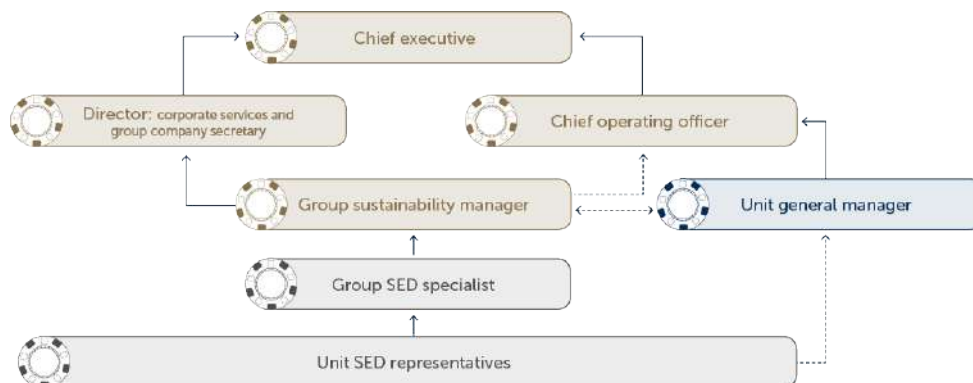 Chief executive
Director: corporate services and
group company secretary
Chief operating officer
Group sustainability manager
Unit general manager
Group SED specialist
Unit SED representatives